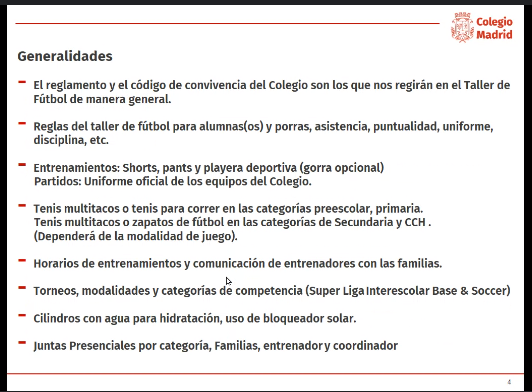 Colegio
Madrid
Generalidades
El reglamento y el código de convivencia del Colegio son los que nos regirán en el Taller de
Fútbol de manera general.
Reglas del taller de fútbol para alumnas(os) y porras, asistencia, puntualidad, uniforme,
disciplina, etc.
Entrenamientos: Shorts, pants y playera deportiva (gorra opcional)
Partidos: Uniforme oficial de los equipos del Colegio.
Tenis multitacos o tenis para correr en las categorías preescolar, primaria.
Tenis multitacos o zapatos de fútbol en las categorías de Secundaria y CCH .
(Dependerá de la modalidad de juego).
Horarios de entrenamientos y comunicación de entrenadores con las familias.
Torneos, modalidades y categorías de competencia (Super Liga Interescolar Base & Soccer)
Cilindros con agua para hidratación, uso de bloqueador solar.
Juntas Presenciales por categoría, Familias, entrenador y coordinador
4